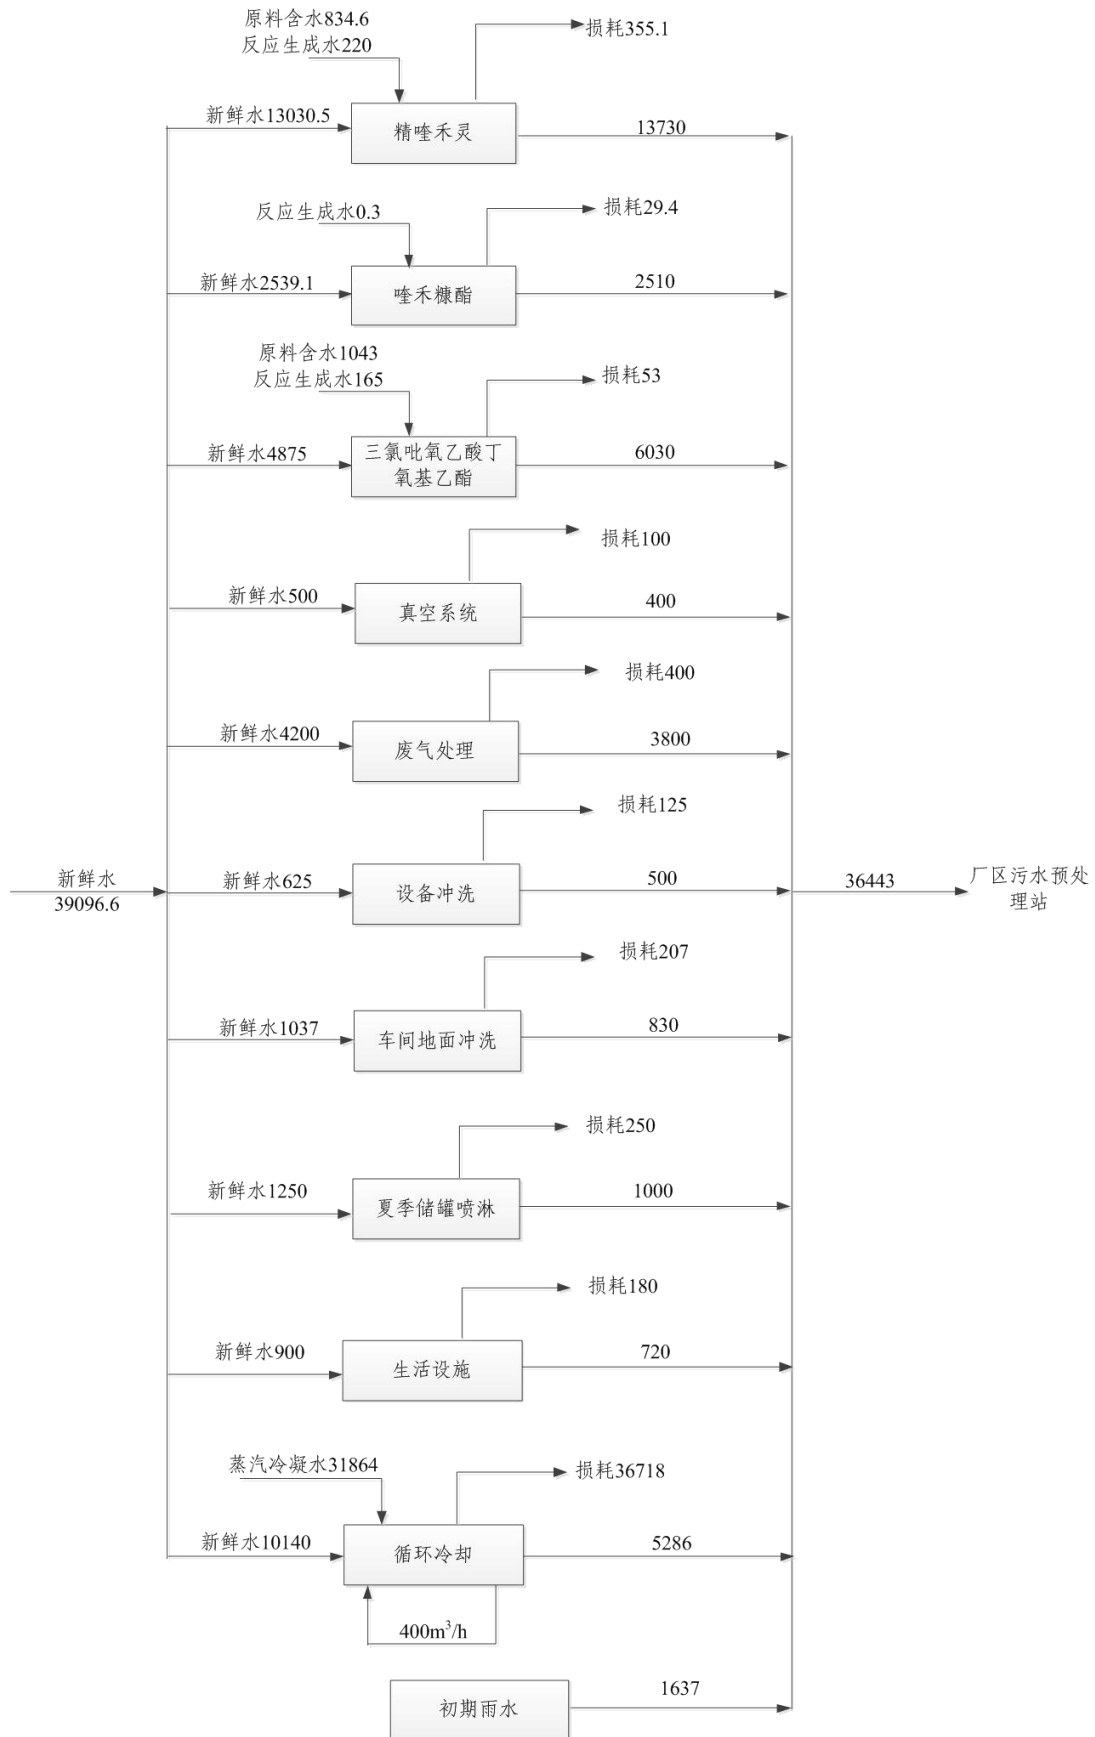 原料含水834.6
反应生成水220
损耗355.1
新鲜水13030.5
精喹禾灵
13730
反应生成水0.3
损耗29.4
新鲜水2539.1
喹禾糠酯
2510
原料含水1043
反应生成水165
损耗53
新鲜水4875
三氯吡氧乙酸丁
氧基乙酯
6030
损耗100
新鲜水500
真空系统
400
损耗400
新鲜水4200
废气处理
3800
损耗125
新鲜水
39096.6
新鲜水625
设备冲洗
500
36443
厂区污水预处
理站
损耗207
新鲜水1037
车间地面冲洗
830
损耗250
新鲜水1250
夏季储罐喷淋
1000
损耗180
新鲜水900
生活设施
720
蒸汽冷凝水31864
损耗36718
新鲜水10140
循环冷却
5286
400m³/h
初期雨水
1637